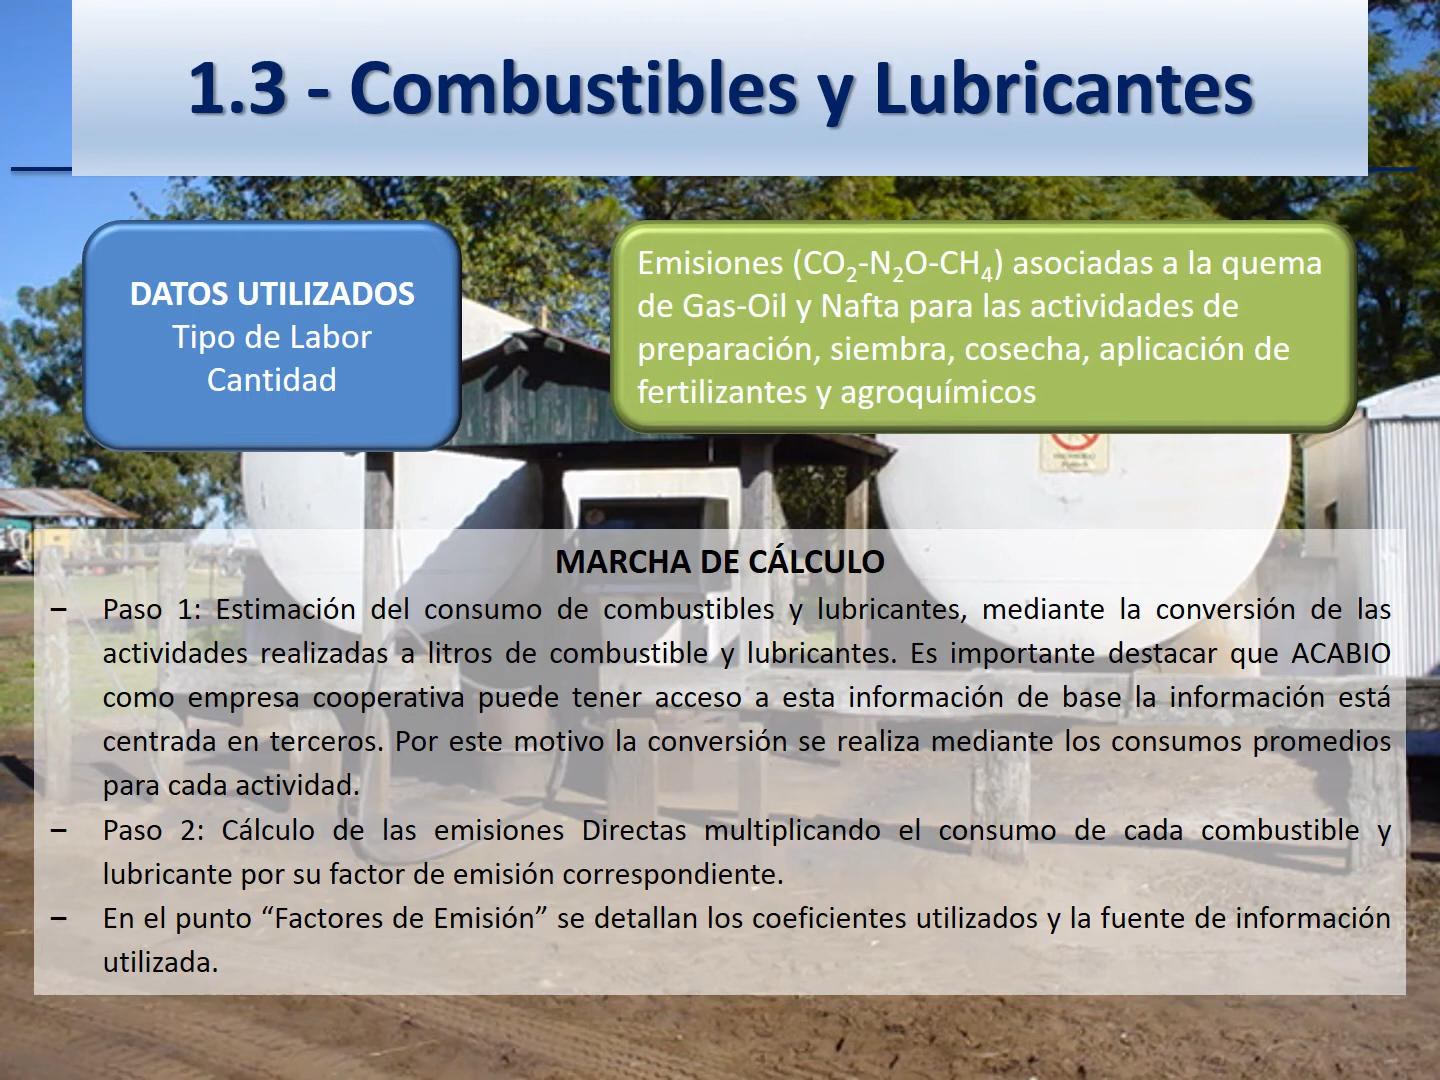 1.3 - Combustibles y Lubricantes
DATOS UTILIZADOS
Tipo de Labor
Cantidad
Emisiones (CO₂-N₂O-CH₄) asociadas a la quema
de Gas-Oil y Nafta para las actividades de
preparación, siembra, cosecha, aplicación de
fertilizantes y agroquímicos
MARCHA DE CÁLCULO
– Paso 1: Estimación del consumo de combustibles y lubricantes, mediante la conversión de las
actividades realizadas a litros de combustible y lubricantes. Es importante destacar que ACABIO
como empresa cooperativa puede tener acceso a esta información de base la información está
centrada en terceros. Por este motivo la conversión se realiza mediante los consumos promedios
para cada actividad.
– Paso 2: Cálculo de las emisiones Directas multiplicando el consumo de cada combustible y
lubricante por su factor de emisión correspondiente.
– En el punto “Factores de Emisión” se detallan los coeficientes utilizados y la fuente de información
utilizada.